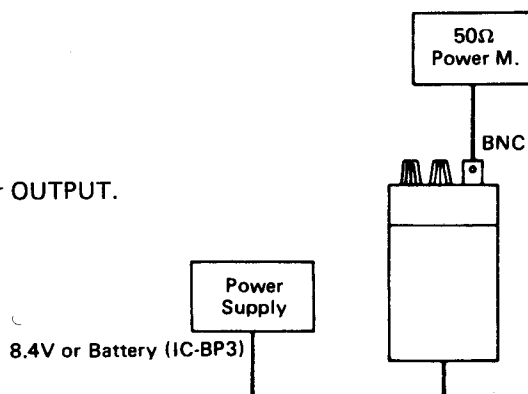 50Ω
Power M.
BNC
OUTPUT.
Power
Supply
8.4V or Battery (IC-BP3)